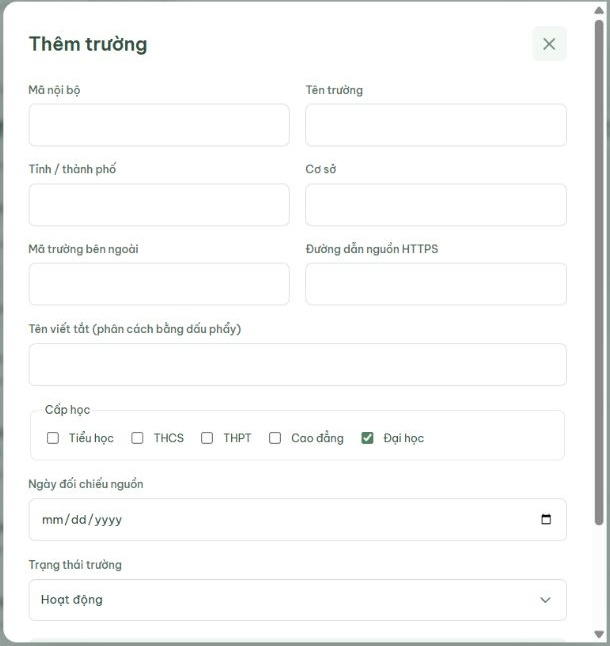 Thêm trường
Mã nội bộ
Tên trường
Tỉnh / thành phố
Cơ sở
Mã trường bên ngoài
Đường dẫn nguồn HTTPS
Tên viết tắt (phân cách bằng dấu phẩy)
Cấp học
Tiểu học THCS THPT Cao đẳng Đại học
Ngày đối chiếu nguồn
mm/dd/yyyy
Trạng thái trường
Hoạt động